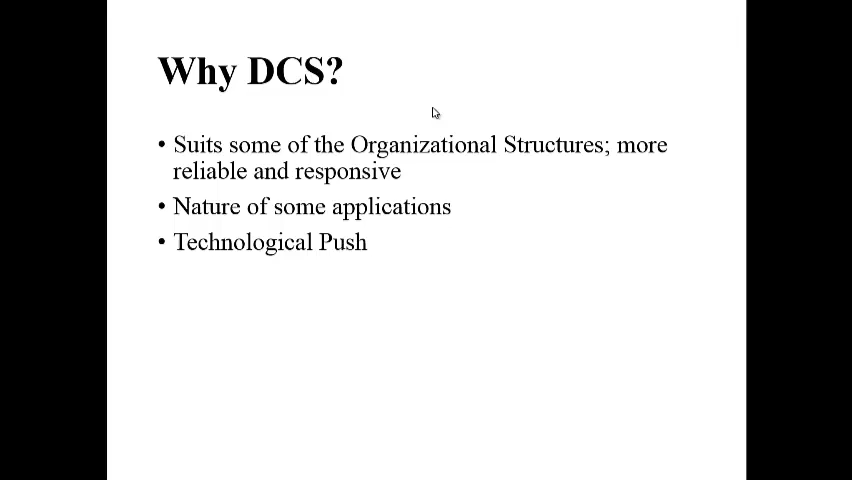 Why DCS?
• Suits some of the Organizational Structures; more
reliable and responsive
• Nature of some applications
• Technological Push